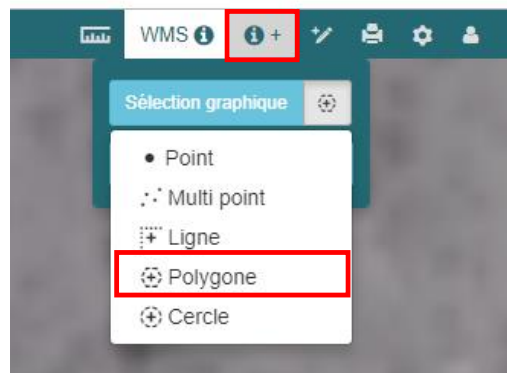 WMS +
Sélection graphique
Point
Multi point
Ligne
Polygone
Cercle